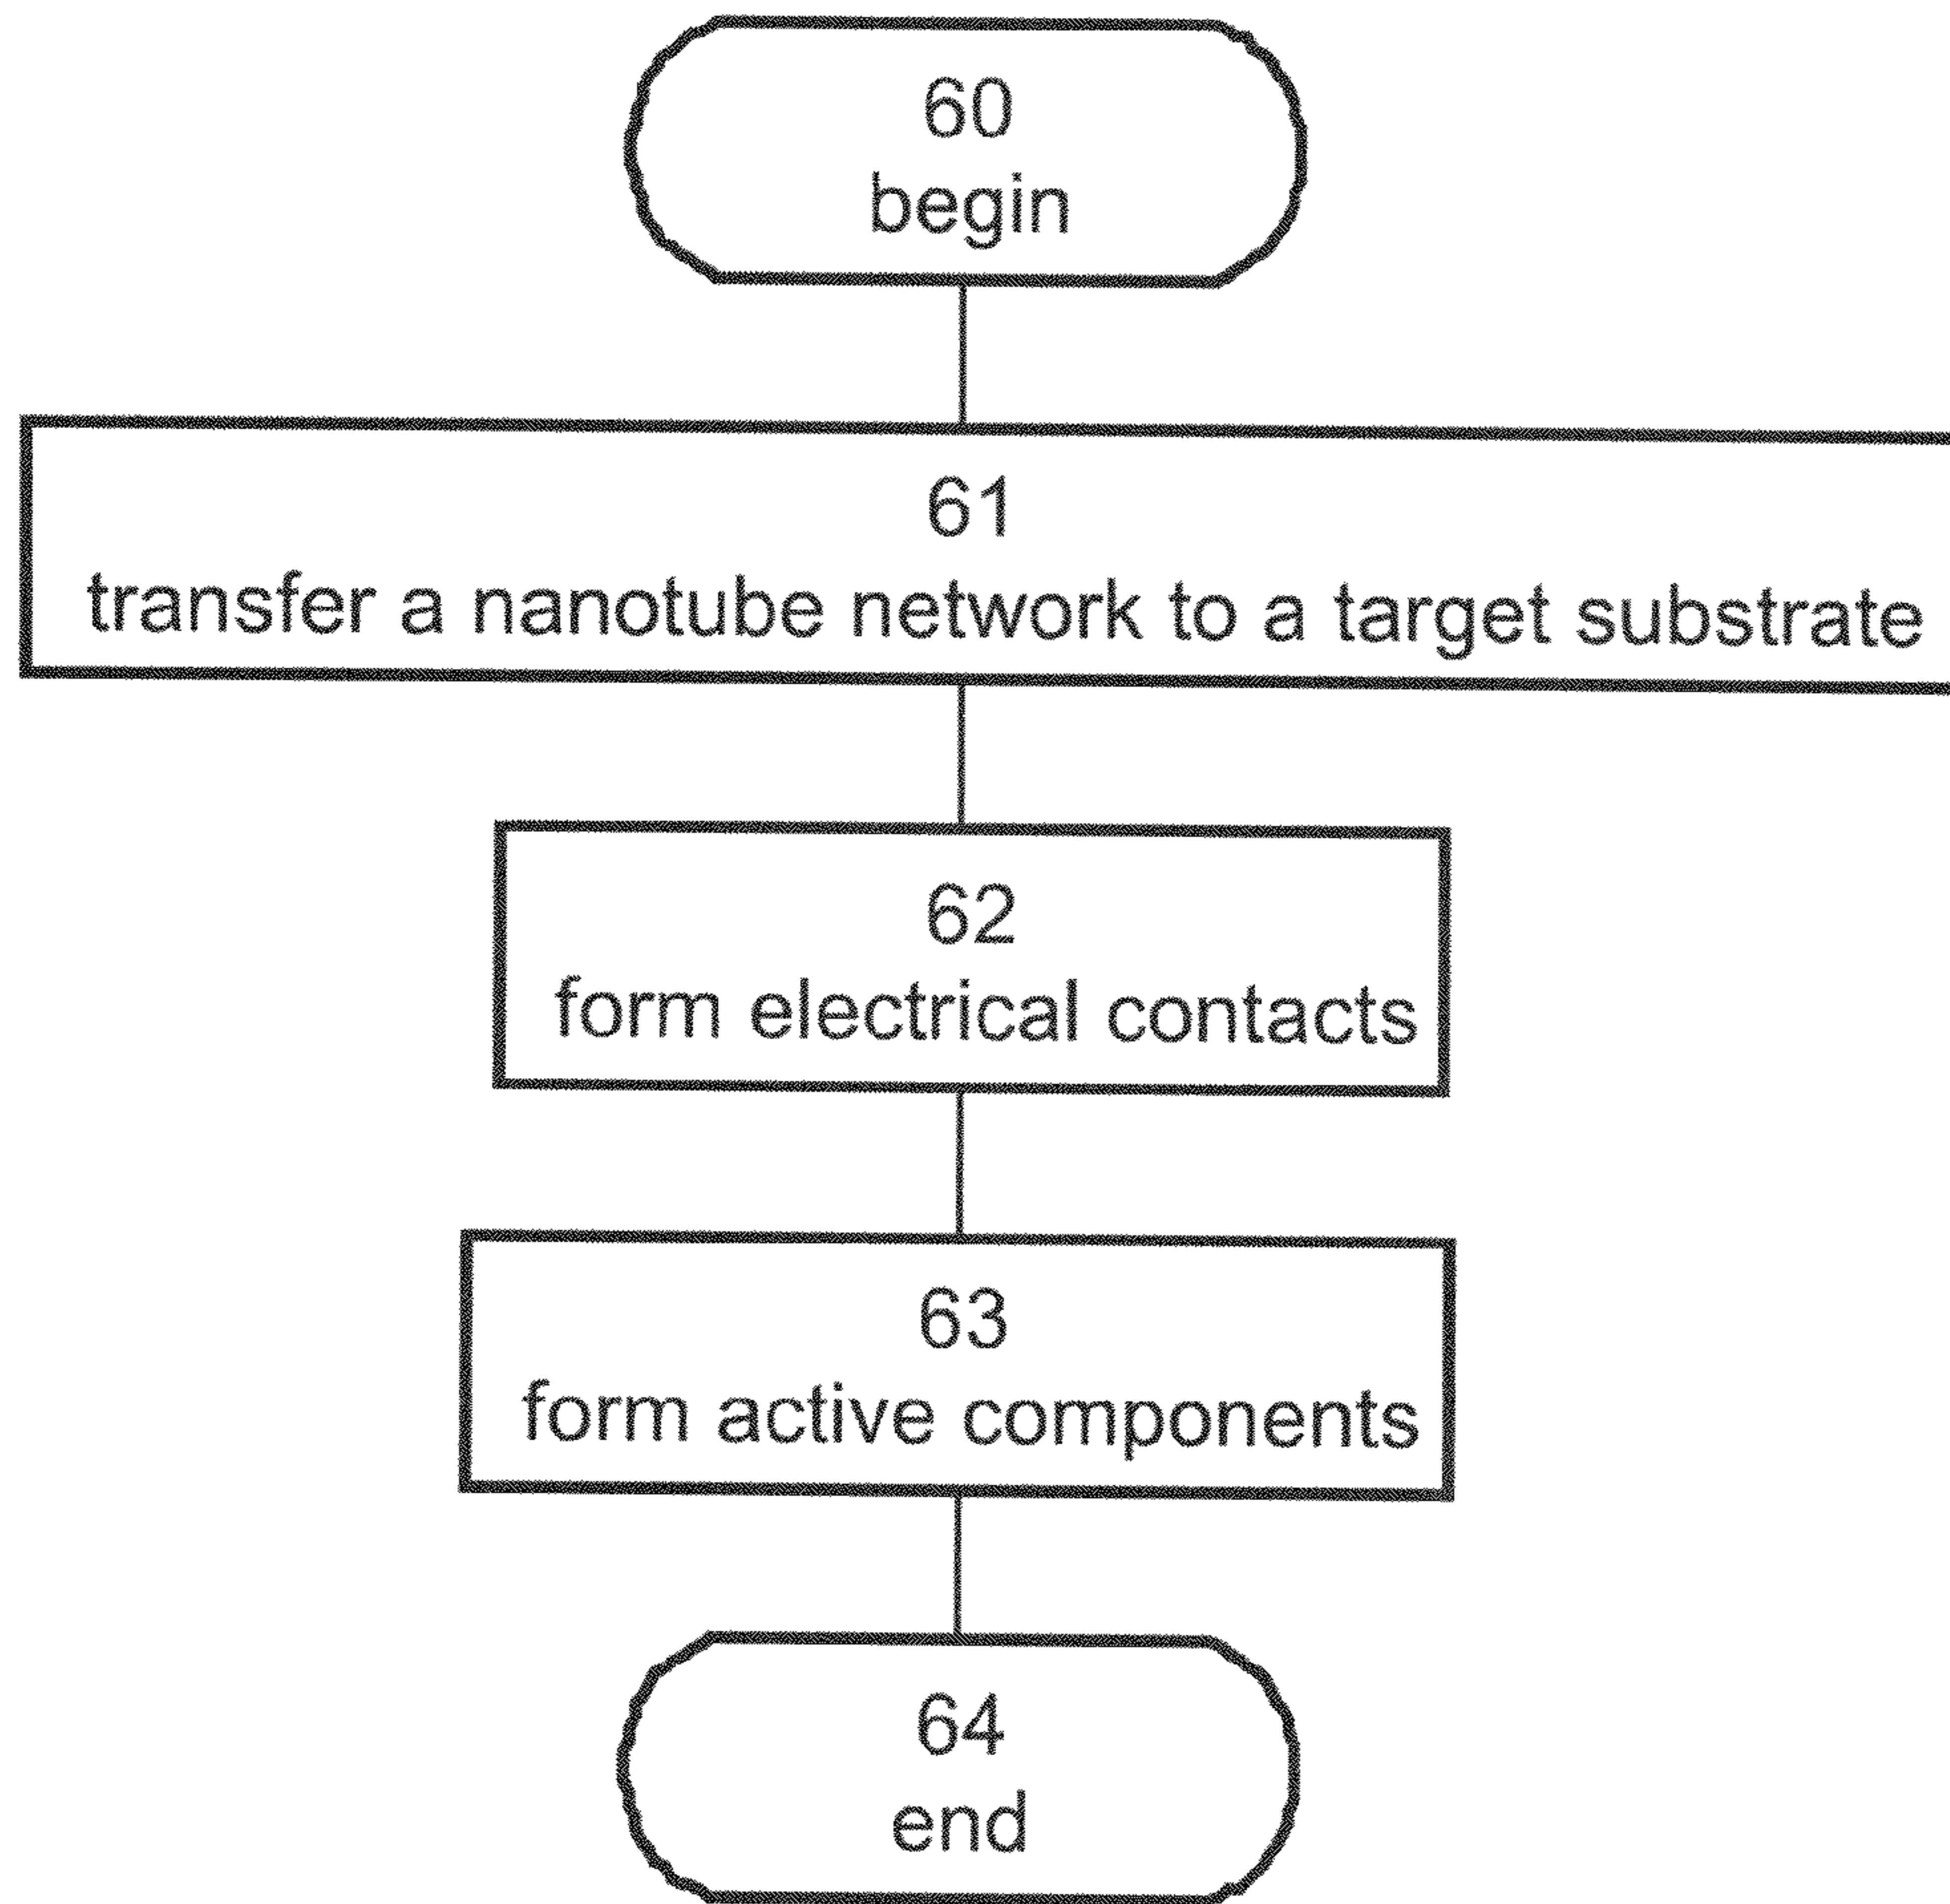 60
begin
61
transfer a nanotube network to a target substrate
62
form electrical contacts
63
form active components
64
end